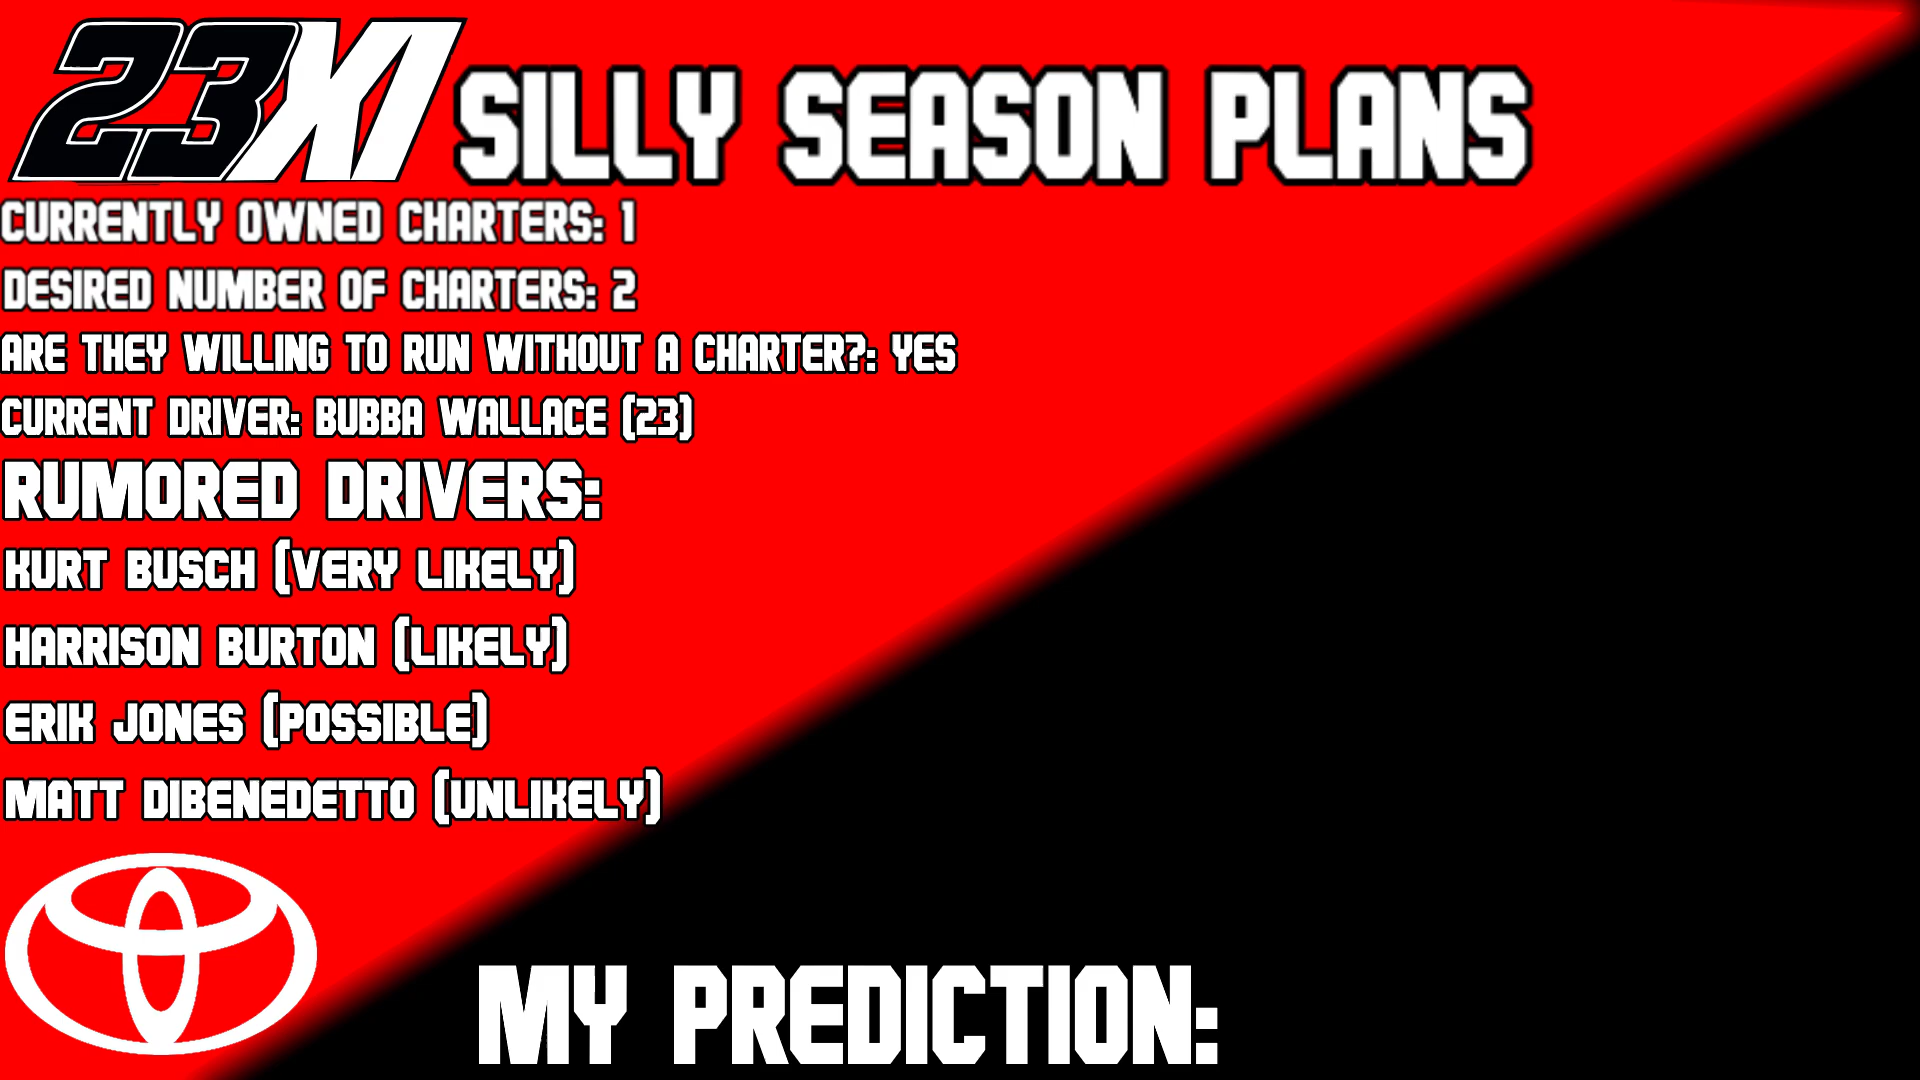 23XI SILLY SEASON PLANS
CURRENTLY OWNED CHARTERS: 1
DESIRED NUMBER OF CHARTERS: 2
ARE THEY WILLING TO RUN WITHOUT A CHARTER?: YES
CURRENT DRIVER: BUBBA WALLACE (23)
RUMORED DRIVERS:
KURT BUSCH (VERY LIKELY)
HARRISON BURTON (LIKELY)
ERIK JONES (POSSIBLE)
MATT DIBENEDETTO (UNLIKELY)
MY PREDICTION: